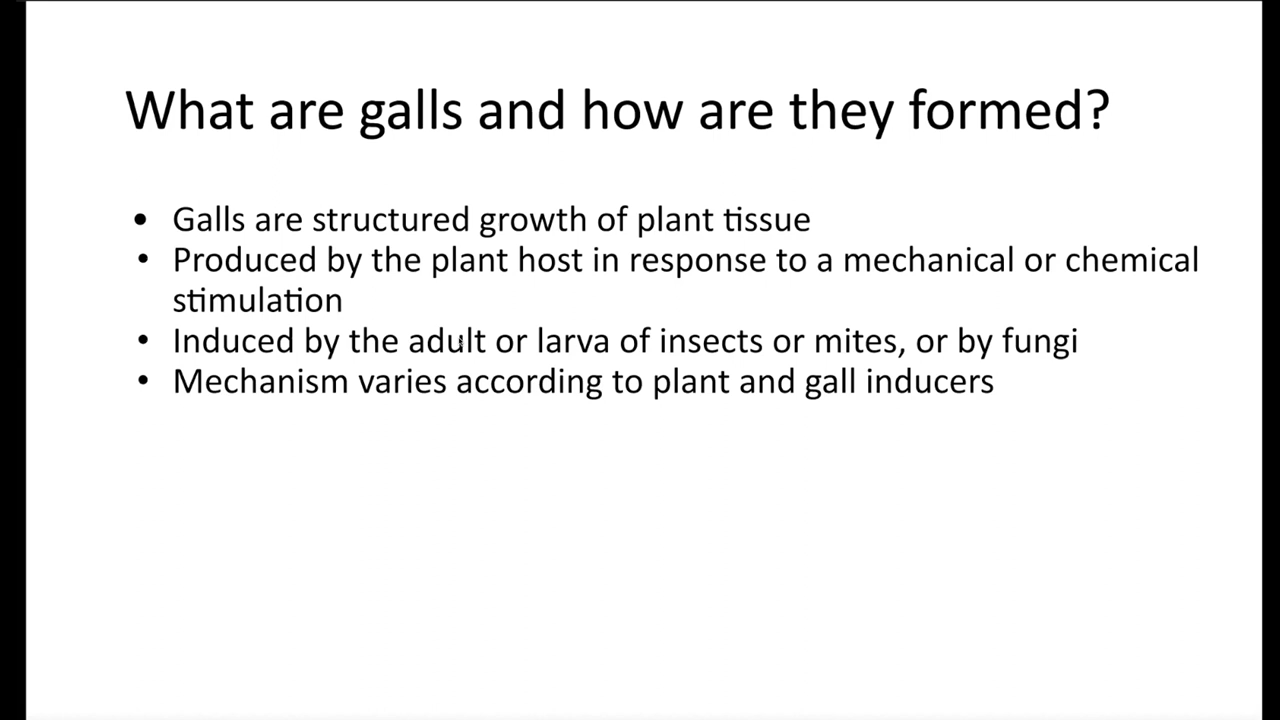 What are galls and how are they formed?
• Galls are structured growth of plant tissue
• Produced by the plant host in response to a mechanical or chemical
stimulation
• Induced by the adult or larva of insects or mites, or by fungi
• Mechanism varies according to plant and gall inducers